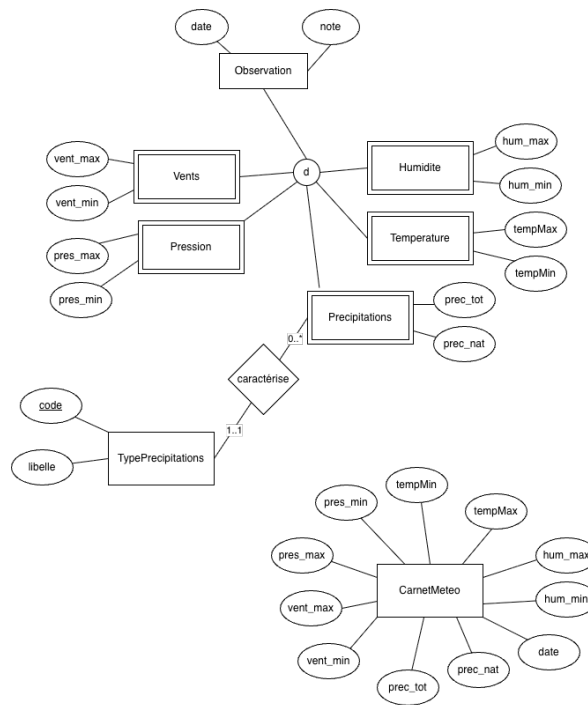 date
note
Observation
vent_max
Vents
d
Humidite
hum_max
vent_min
hum_min
pres_max
Pression
Temperature
tempMax
pres_min
tempMin
Precipitations
prec_tot
prec_nat
0..*
caractérise
code
1..1
TypePrecipitations
libelle
tempMin
pres_min
tempMax
pres_max
hum_max
CarnetMeteo
vent_max
hum_min
vent_min
date
prec_tot
prec_nat